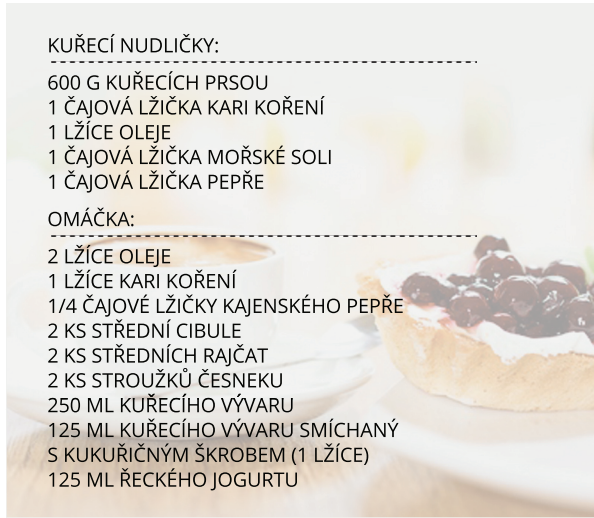 KUŘECÍ NUDLIČKY:
600 G KUŘECÍCH PRSOU
1 ČAJOVÁ LŽIČKA KARI KOŘENÍ
1 LŽÍCE OLEJE
1 ČAJOVÁ LŽIČKA MOŘSKÉ SOLI
1 ČAJOVÁ LŽIČKA PEPŘE
OMÁČKA:
2 LŽÍCE OLEJE
1 LŽÍCE KARI KOŘENÍ
1/4 ČAJOVÉ LŽIČKY KAJENSKÉHO PEPŘE
2 KS STŘEDNÍ CIBULE
2 KS STŘEDNÍCH RAJČAT
2 KS STROUŽKŮ ČESNEKU
250 ML KUŘECÍHO VÝVARU
125 ML KUŘECÍHO VÝVARU SMÍCHANÝ
S KUKUŘIČNÝM ŠKROBEM (1 LŽÍCE)
125 ML ŘECKÉHO JOGURTU